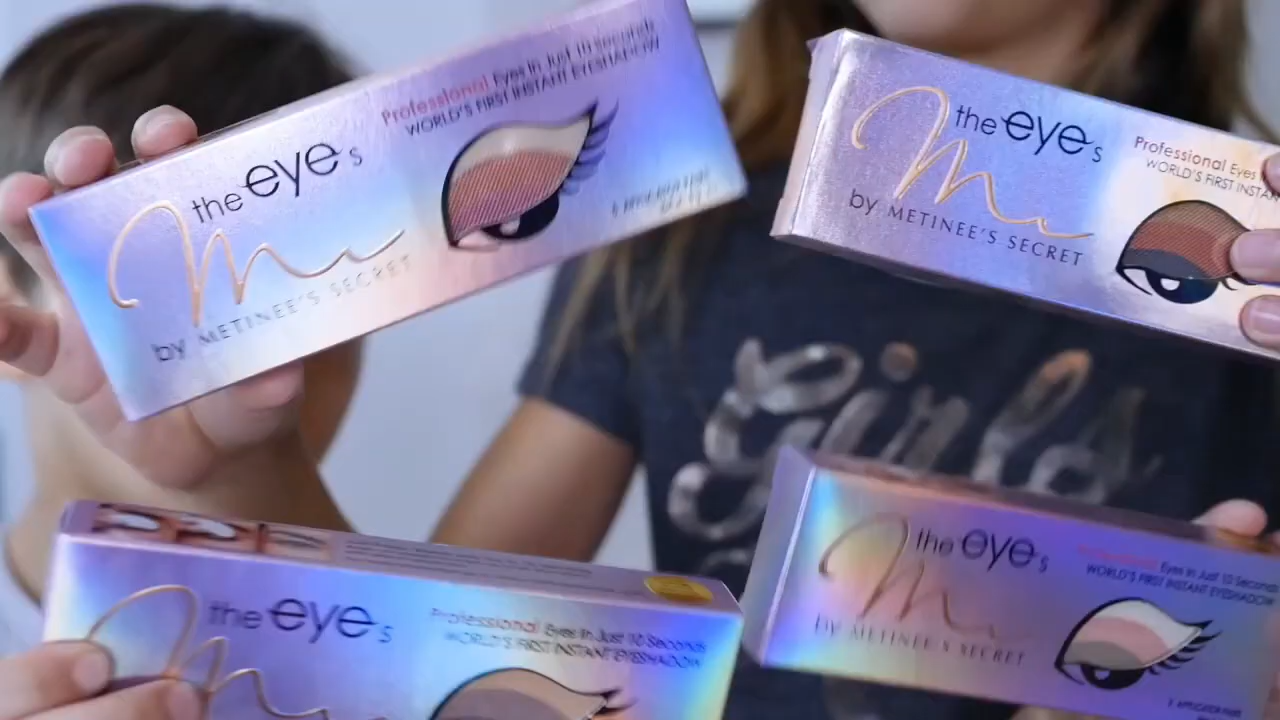 the eye s
M
by METINEE'S SECRET
Professional Eyes In Just 10 Seconds
WORLD'S FIRST INSTANT EYESHADOW
the eye s
M
by METINEE'S SECRET
Professional Eyes
WORLD'S FIRST INSTAN
Girls
the eye s
Professional Eyes In Just 10 Seconds
WORLD'S FIRST INSTANT EYESHADOW
the eye s
M
by METINEE'S SECRET
Professional Eyes In Just 10 Seconds
WORLD'S FIRST INSTANT EYESHADOW